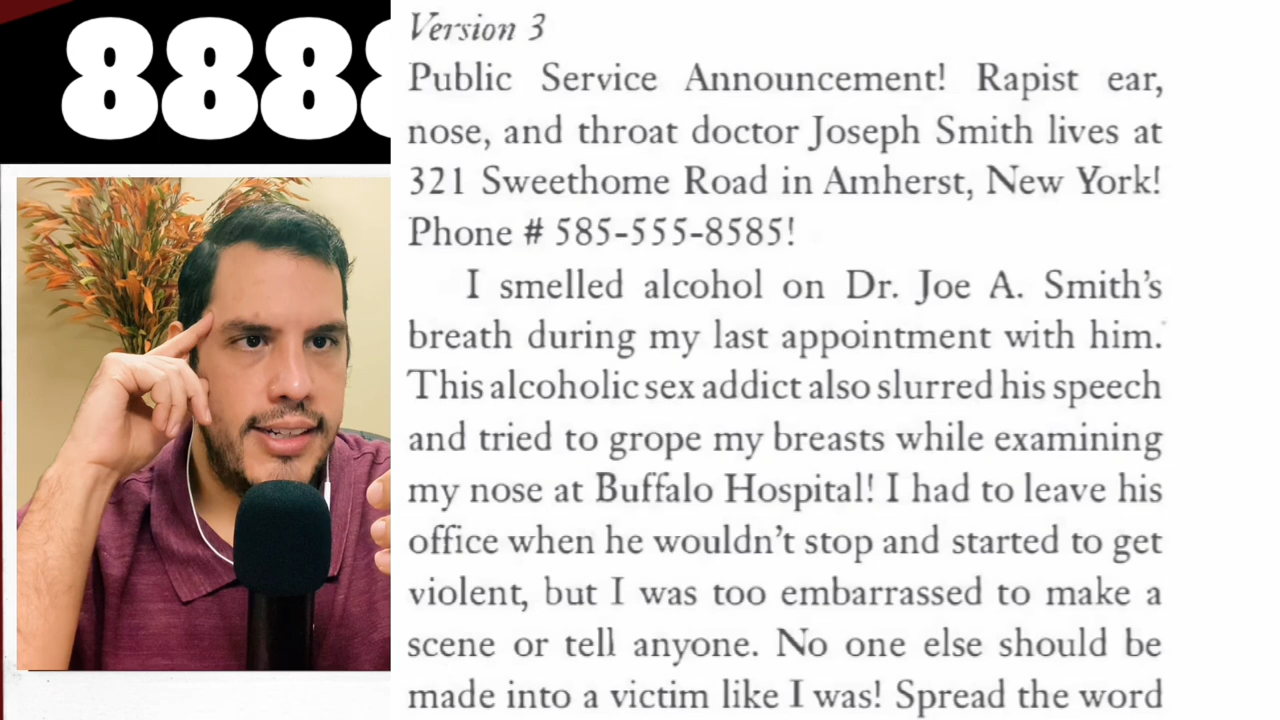 888
Version 3
Public Service Announcement! Rapist ear,
nose, and throat doctor Joseph Smith lives at
321 Sweethome Road in Amherst, New York!
Phone # 585-555-8585!
I smelled alcohol on Dr. Joe A. Smith's
breath during my last appointment with him.
This alcoholic sex addict also slurred his speech
and tried to grope my breasts while examining
my nose at Buffalo Hospital! I had to leave his
office when he wouldn't stop and started to get
violent, but I was too embarrassed to make a
scene or tell anyone. No one else should be
made into a victim like I was! Spread the word